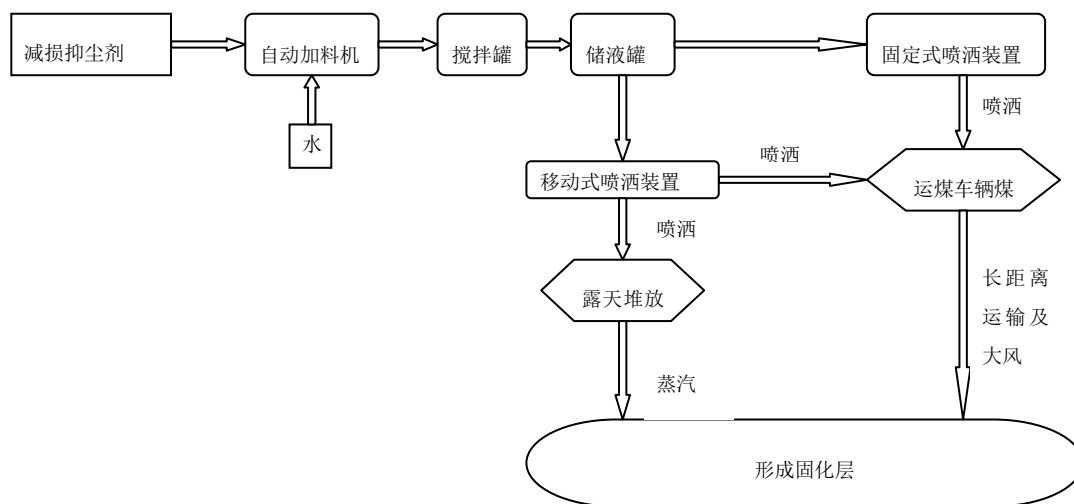 减损抑尘剂
自动加料机
搅拌罐
储液罐
固定式喷洒装置
水
喷洒
喷洒
移动式喷洒装置
运煤车辆煤
喷洒
露天堆放
长距离
运输及
大风
蒸汽
形成固化层